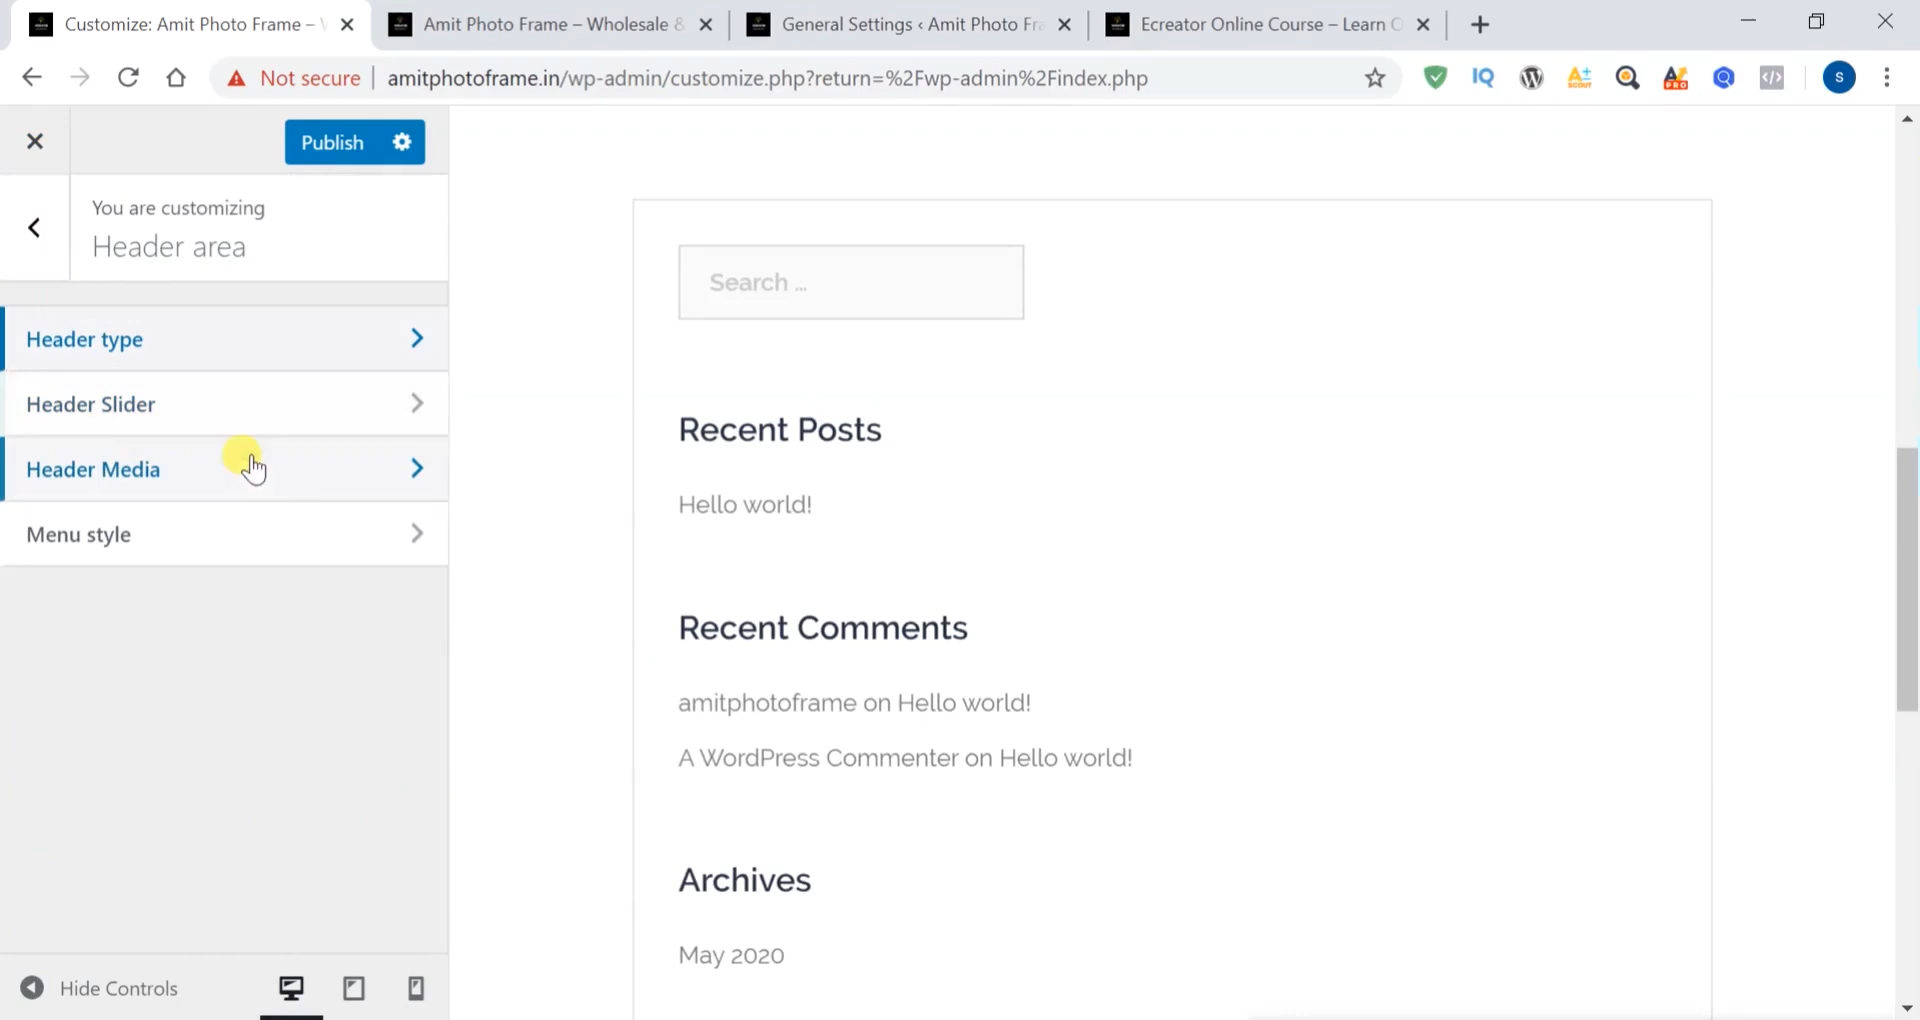 Customize: Amit Photo Frame –
Amit Photo Frame – Wholesale &
General Settings ‹ Amit Photo Fra
Ecreator Online Course – Learn O
Not secure
amitphotoframe.in/wp-admin/customize.php?return=%2Fwp-admin%2Findex.php
IQ
A±
SCOUT
A
PRO
S
Publish
You are customizing
Header area
Header type
Header Slider
Header Media
Menu style
Hide Controls
Search ...
Recent Posts
Hello world!
Recent Comments
amitphotoframe on Hello world!
A WordPress Commenter on Hello world!
Archives
May 2020